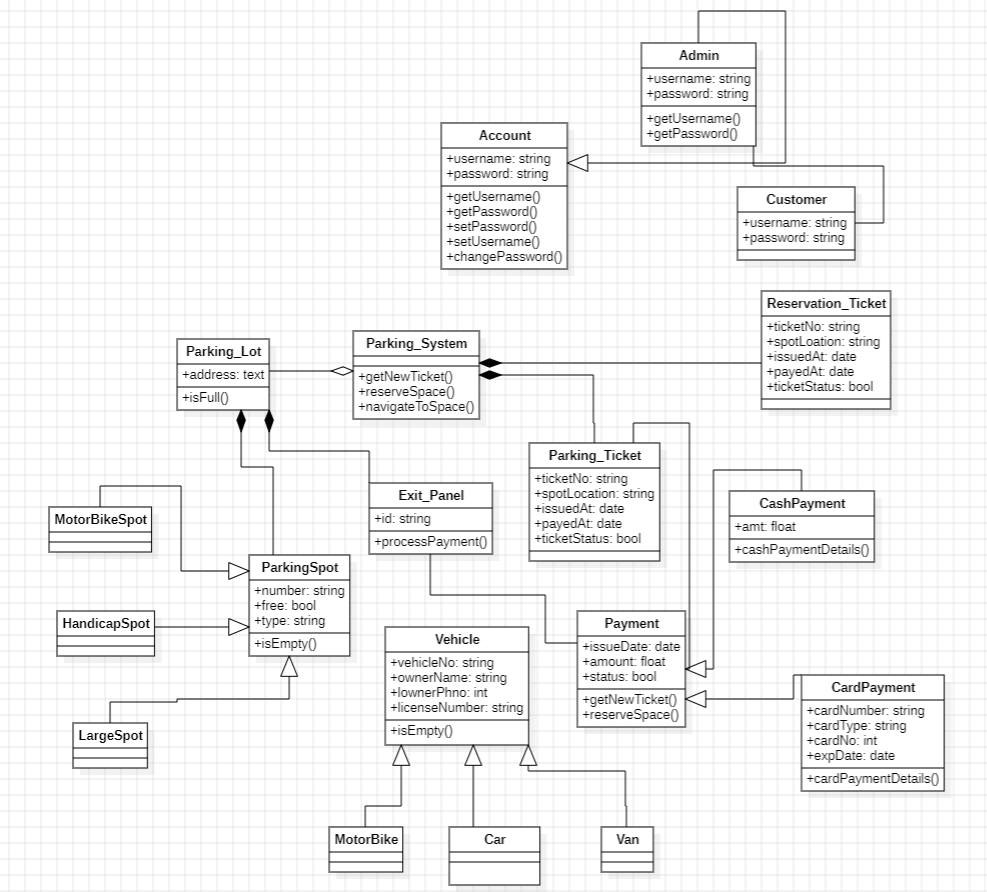 Admin
+username: string
+password: string
+getUsername()
+getPassword()
Account
+username: string
+password: string
+getUsername()
+getPassword()
+setPassword()
+setUsername()
+changePassword()
Customer
+username: string
+password: string
Reservation_Ticket
+ticketNo: string
+spotLoation: string
+issuedAt: date
+payedAt: date
+ticketStatus: bool
Parking_Lot
+address: text
+isFull()
Parking_System
+getNewTicket()
+reserveSpace()
+navigateToSpace()
Parking_Ticket
+ticketNo: string
+spotLocation: string
+issuedAt: date
+payedAt: date
+ticketStatus: bool
Exit_Panel
+id: string
+processPayment()
CashPayment
+amt: float
+cashPaymentDetails()
MotorBikeSpot
ParkingSpot
+number: string
+free: bool
+type: string
+isEmpty()
HandicapSpot
LargeSpot
Vehicle
+vehicleNo: string
+ownerName: string
+lownerPhno: int
+licenseNumber: string
+isEmpty()
Payment
+issueDate: date
+amount: float
+status: bool
+getNewTicket()
+reserveSpace()
CardPayment
+cardNumber: string
+cardType: string
+cardNo: int
+expDate: date
+cardPaymentDetails()
MotorBike
Car
Van